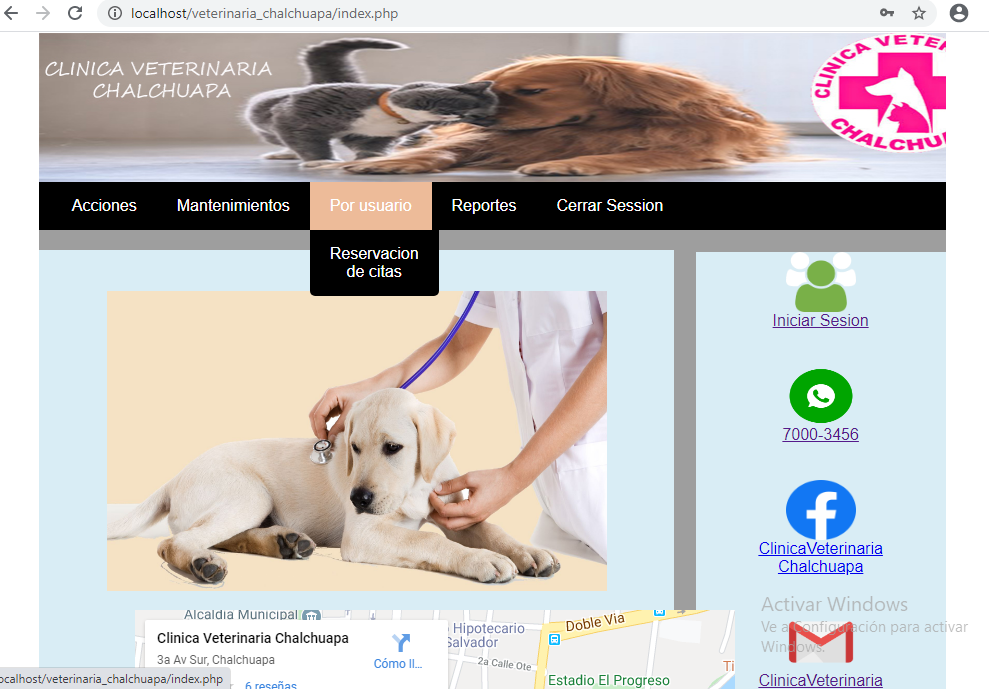 localhost/veterinaria_chalchuapa/index.php
CLINICA VETERINARIA
CHALCHUAPA
CLINICA VETER
CHALCHU
Acciones
Mantenimientos
Por usuario
Reportes
Cerrar Session
Reservacion
de citas
Iniciar Sesion
7000-3456
ClinicaVeterinaria
Chalchuapa
Alcaldía Municipal
Clinica Veterinaria Chalchuapa
3a Av Sur, Chalchuapa
Cómo ll...
6 reseñas
Hipotecario
Salvador
Doble Via
2a Calle Ote
Estadio El Progreso
Ti
Activar Windows
Ve a Configuración para activar
Windows.
ClinicaVeterinaria
ocalhost/veterinaria_chalchuapa/index.php